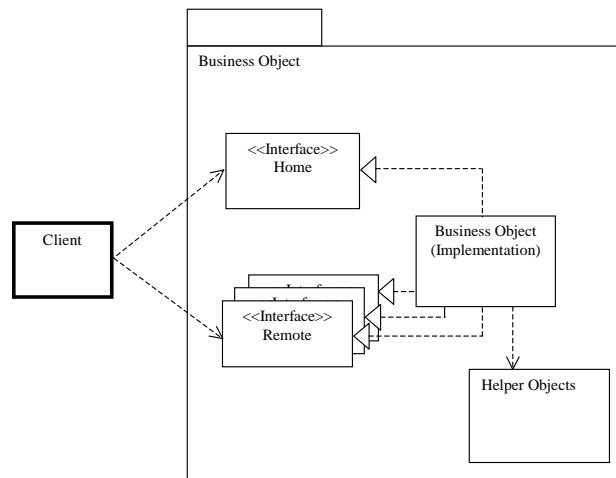 Business Object
<<Interface>>
Home
Client
Business Object
(Implementation)
<<Interface>>
Remote
Helper Objects